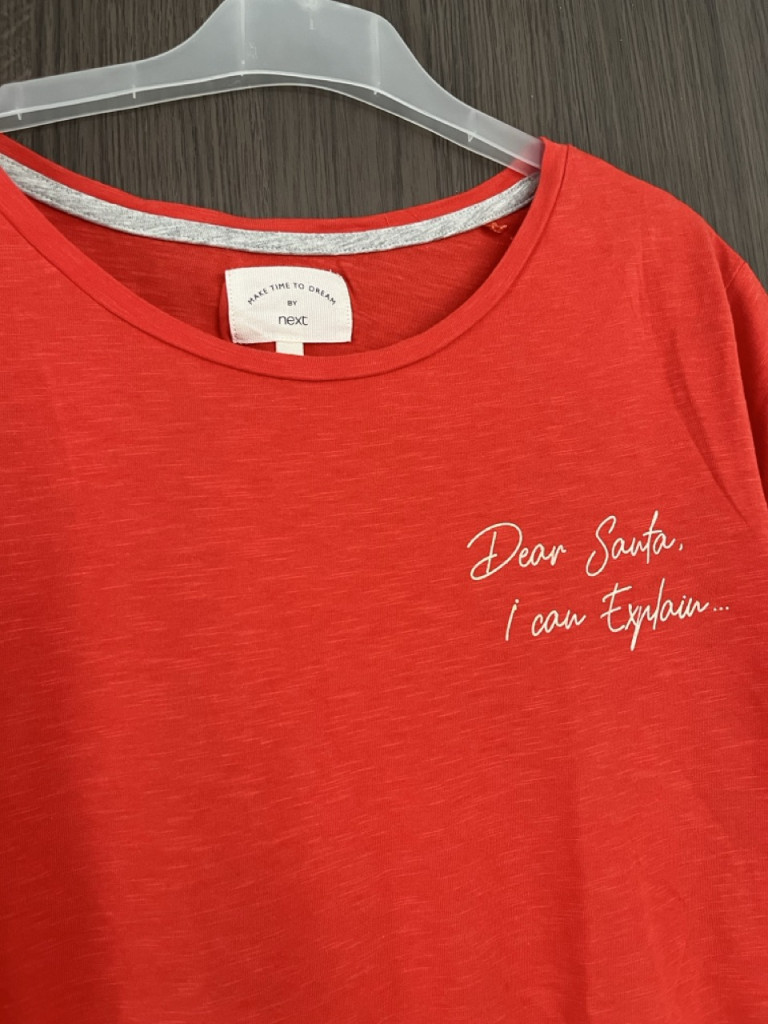 MAKE TIME TO DREAM
BY
next
Dear Santa,
i can Explain...